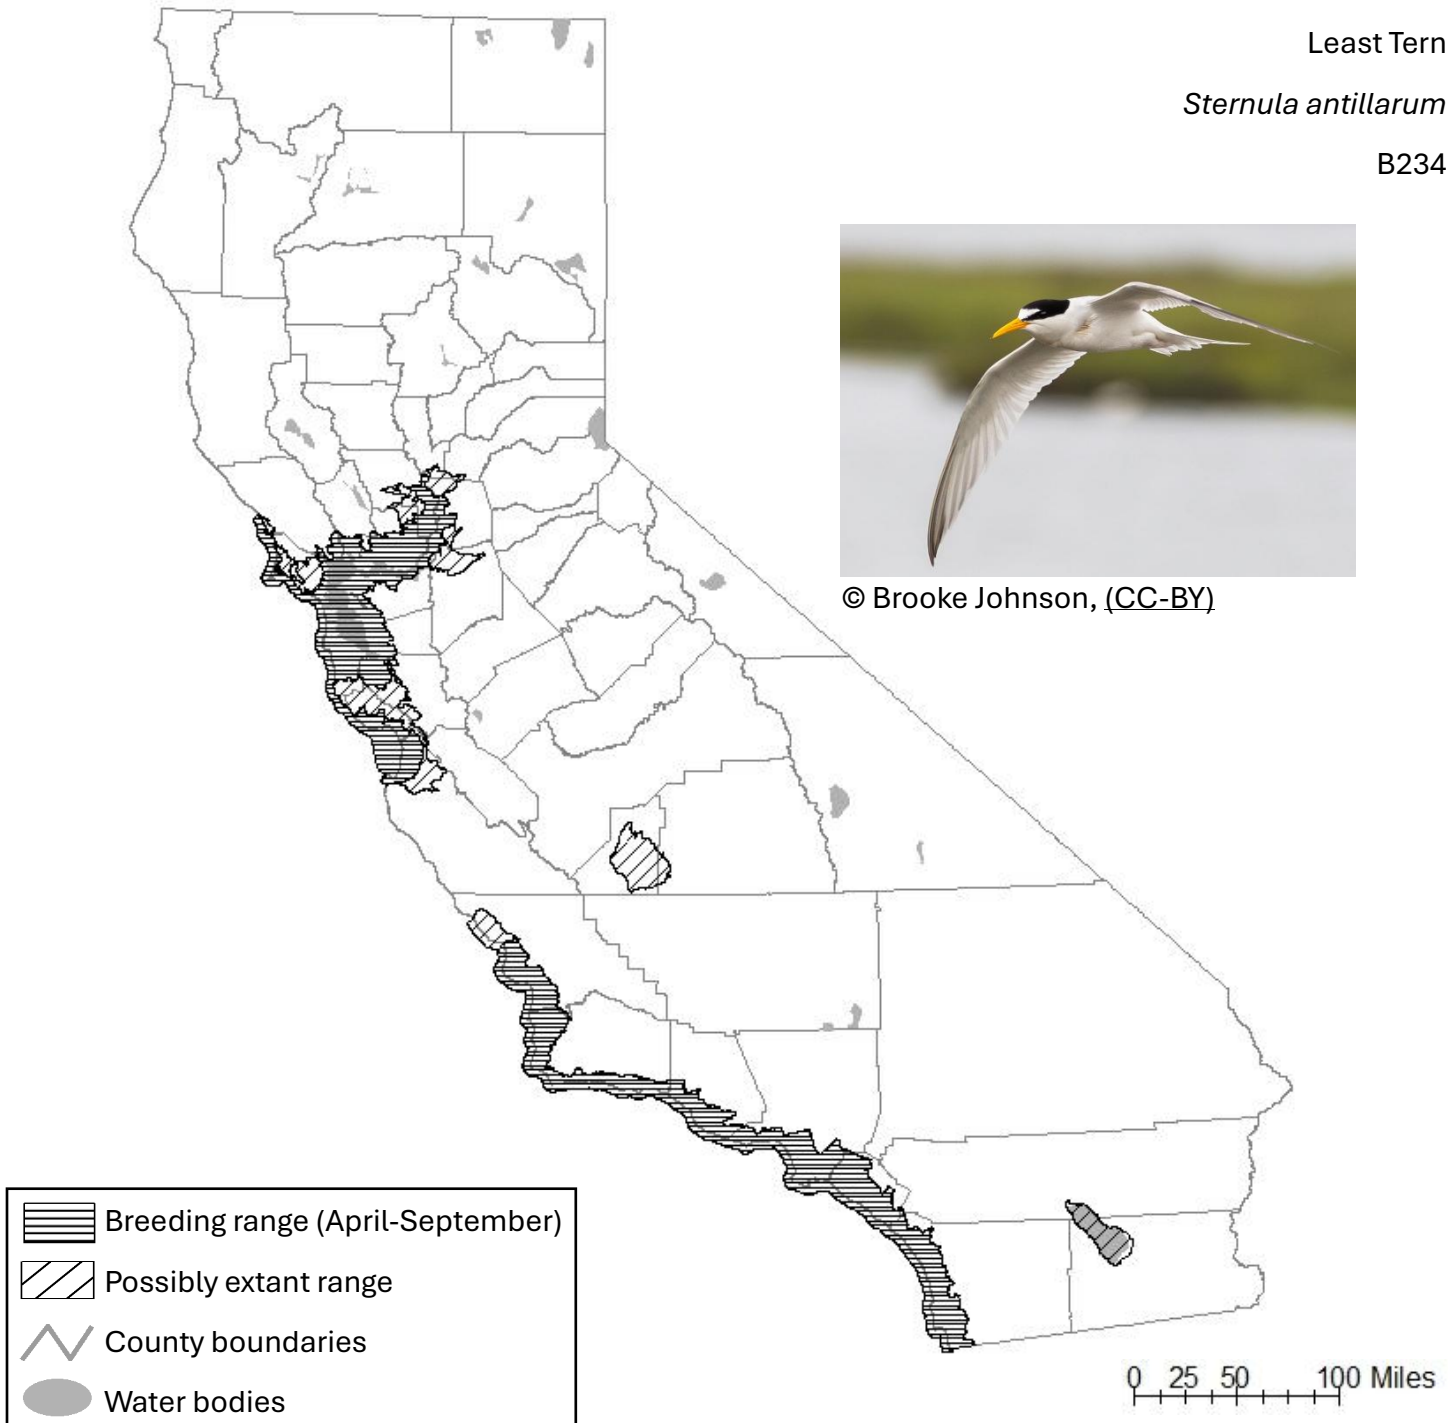 Least Tern
Sternula antillarum
B234
© Brooke Johnson, (CC-BY)
Breeding range (April-September)
Possibly extant range
County boundaries
Water bodies
0 25 50 100 Miles